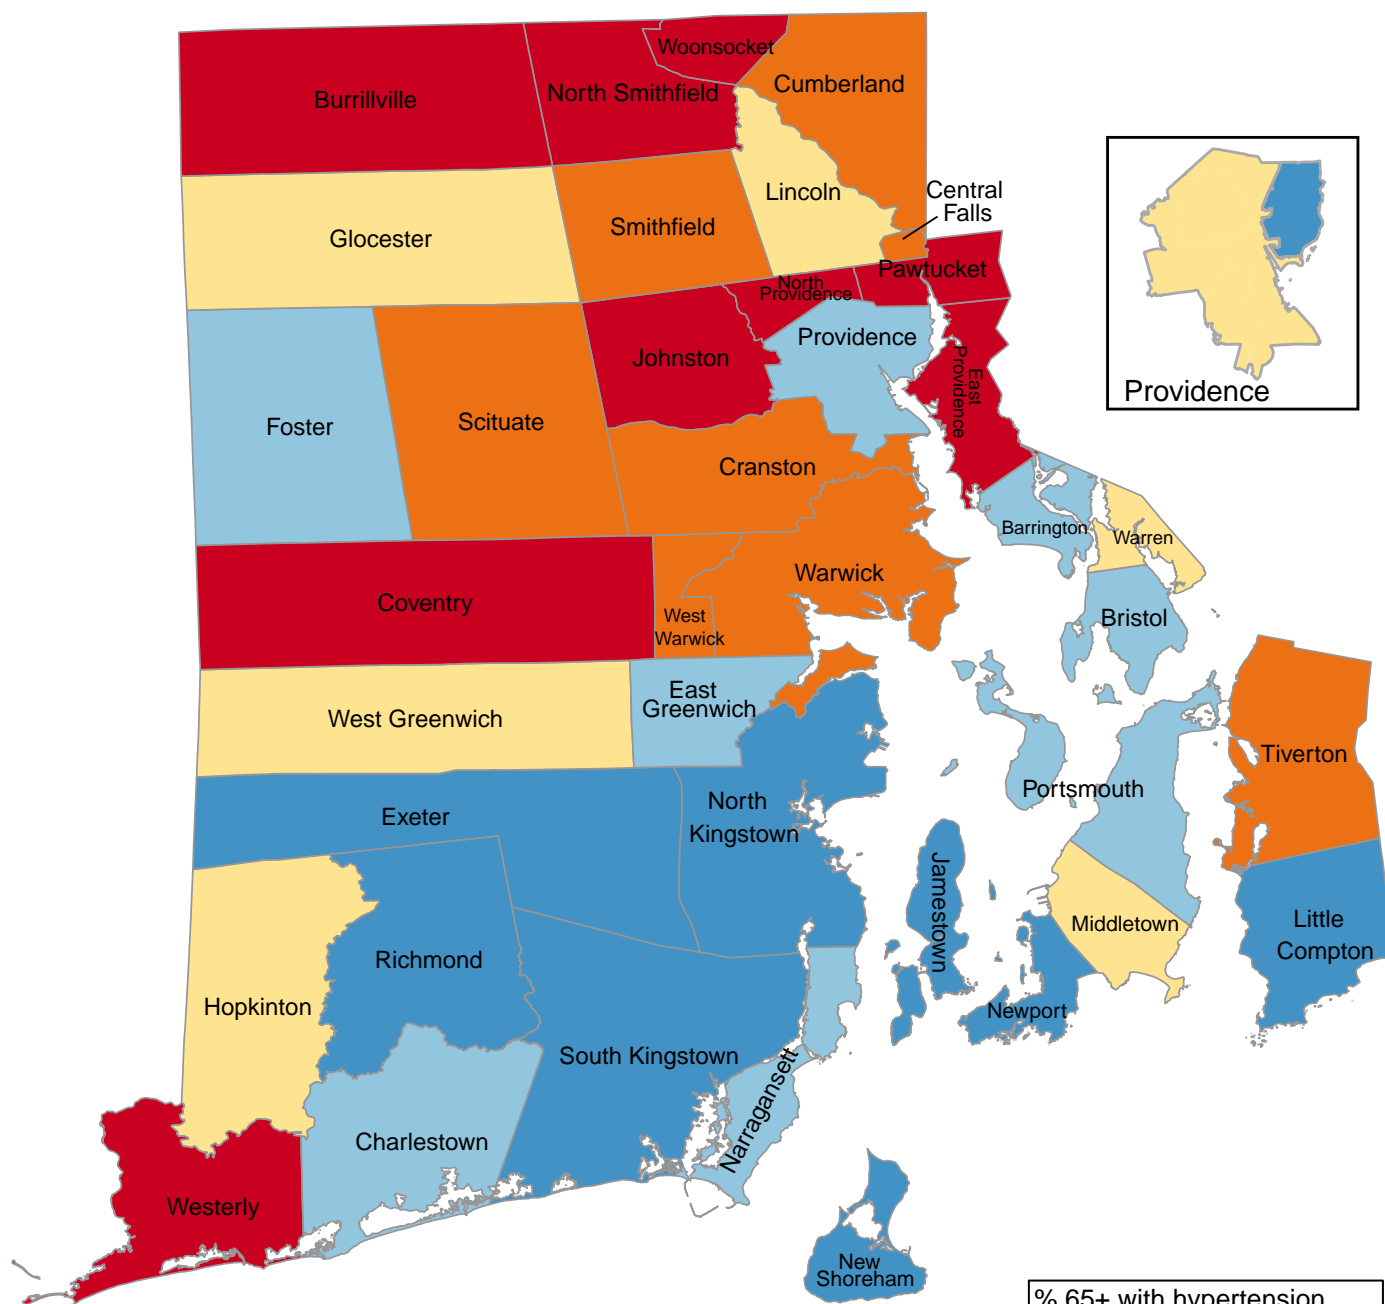 Woonsocket
Cumberland
Burrillville
North Smithfield
Lincoln
Central
Falls
Smithfield
Glocester
Pawtucket
North
Providence
Providence
Johnston
East
Providence
Providence
Foster
Scituate
Cranston
Barrington
Warren
Warwick
Coventry
West
Warwick
Bristol
East
Greenwich
West Greenwich
Tiverton
Portsmouth
North
Kingstown
Exeter
Jamestown
Middletown
Little
Compton
Richmond
Hopkinton
Newport
South Kingstown
Narragansett
Charlestown
Westerly
New
Shoreham
% 65+ with hypertension